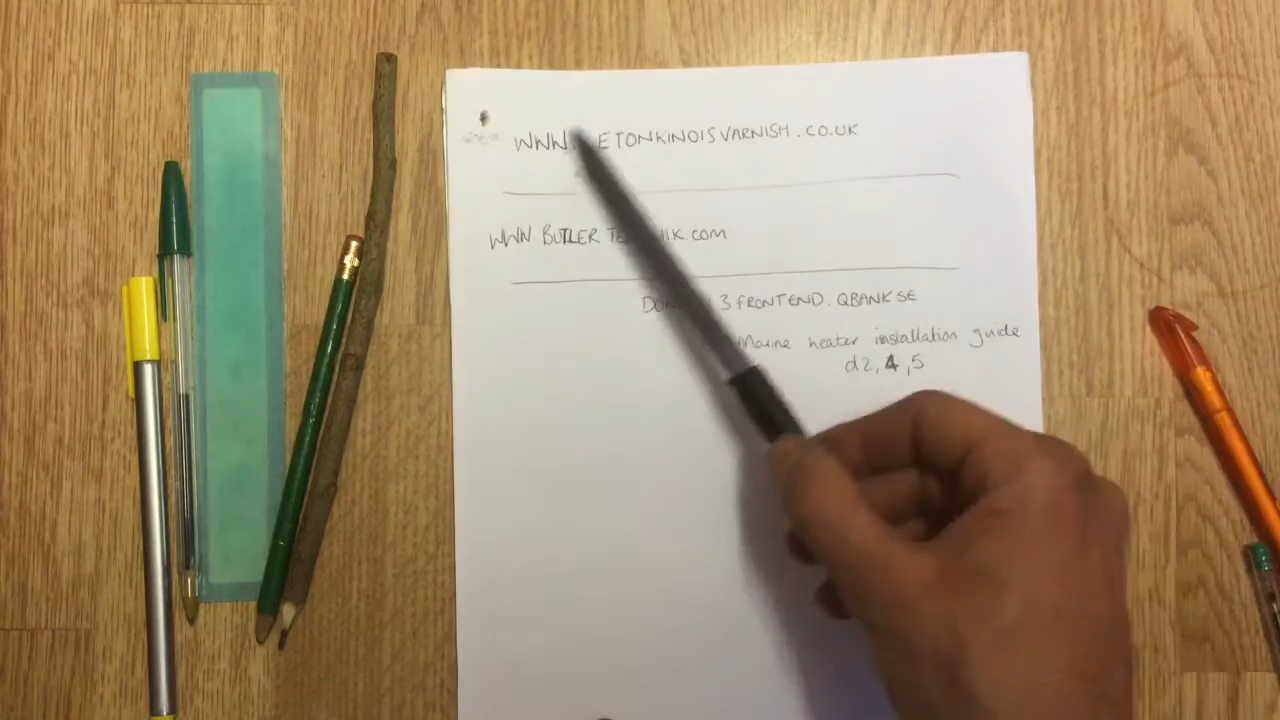 WWW. ETONKINOISVARNISH.CO.UK
WWW.BUTLER .COM
3 FRONTEND.QBANK SE
Marine heater installation guide
d2,4,5